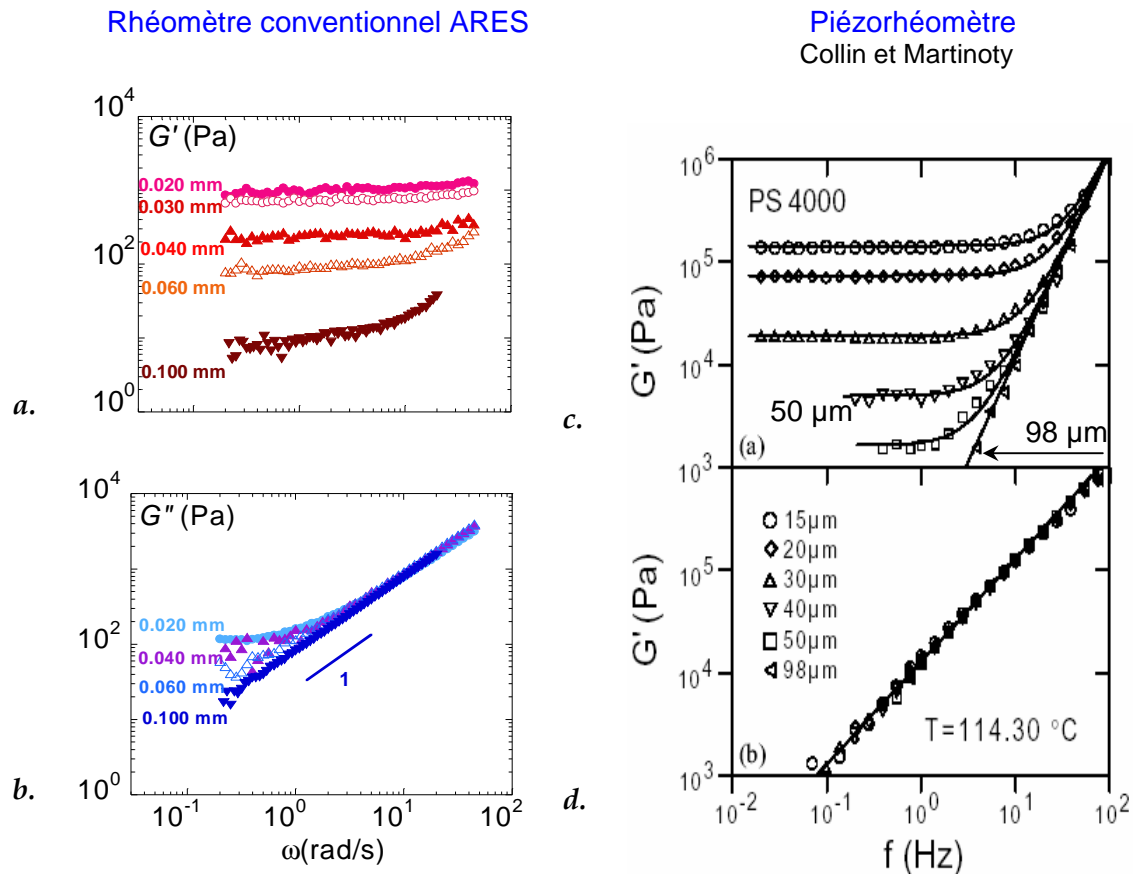 Rhéomètre conventionnel ARES
Piézorhéomètre
Collin et Martinoty
10^4
G' (Pa)
0.020 mm
0.030 mm
10^2
0.040 mm
0.060 mm
0.100 mm
10^0
a.
10^4
G" (Pa)
10^2
0.020 mm
0.040 mm
0.060 mm
0.100 mm
1
10^0
b.
10^-1
10^0
10^1
10^2
ω(rad/s)
10^6
PS 4000
10^5
G' (Pa)
10^4
50 μm
98 μm
(a)
10^3
c.
15μm
20μm
30μm
40μm
50μm
98μm
10^5
G' (Pa)
10^4
T=114.30 °C
(b)
10^3
d.
10^-2
10^-1
10^0
10^1
10^2
f (Hz)